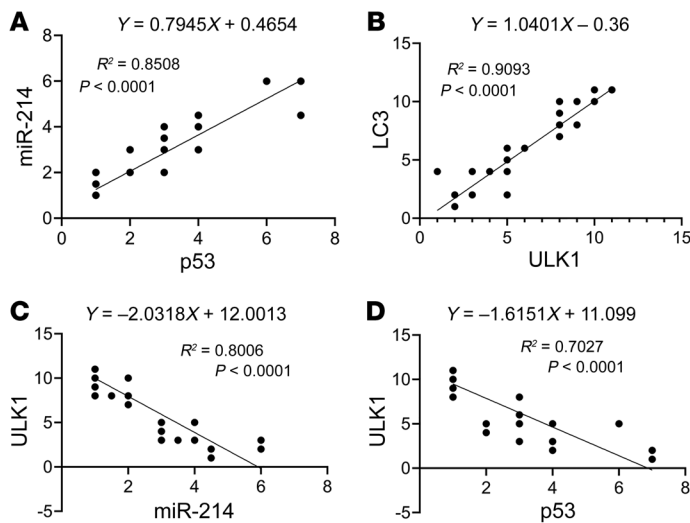 A
Y = 0.7945X + 0.4654
R² = 0.8508
P < 0.0001
miR-214
8
6
4
2
0
0 2 4 6 8
p53
B
Y = 1.0401X – 0.36
R² = 0.9093
P < 0.0001
LC3
15
10
5
0
0 5 10 15
ULK1
C
Y = –2.0318X + 12.0013
R² = 0.8006
P < 0.0001
ULK1
15
10
5
0
-5
2 4 6 8
miR-214
D
Y = –1.6151X + 11.099
R² = 0.7027
P < 0.0001
ULK1
15
10
5
0
-5
2 4 6 8
p53